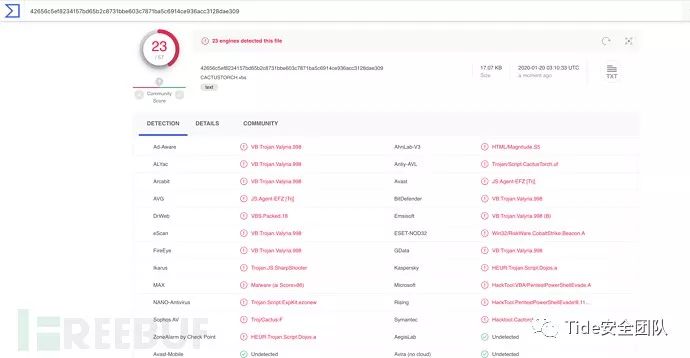 42656c5ef8234157bd65b2c8731bbe603c7871ba5c6914ce936acc3128dae309
23
/ 57
Community
Score
23 engines detected this file
42656c5ef8234157bd65b2c8731bbe603c7871ba5c6914ce936acc3128dae309
CACTUSTORCH.vbs
text
17.07 KB
Size
2020-01-20 03:10:33 UTC
a moment ago
TXT
DETECTION DETAILS COMMUNITY
Ad-Aware VB:Trojan.Valyria.998 AhnLab-V3 HTML/Magnitude.S5
ALYac VB:Trojan.Valyria.998 Antiy-AVL Trojan/Script.CactusTorch.uf
Arcabit VB:Trojan.Valyria.998 Avast JS:Agent-EFZ [Trj]
AVG JS:Agent-EFZ [Trj] BitDefender VB:Trojan.Valyria.998
DrWeb VBS.Packed.18 Emsisoft VB:Trojan.Valyria.998 (B)
eScan VB:Trojan.Valyria.998 ESET-NOD32 Win32/RiskWare.CobaltStrike.Beacon.A
FireEye VB:Trojan.Valyria.998 GData VB:Trojan.Valyria.998
Ikarus Trojan.JS.SharpShooter Kaspersky HEUR:Trojan.Script.Dojos.a
MAX Malware (ai Score=86) Microsoft HackTool:VBA/PentestPowerShellEvade.A
NANO-Antivirus Trojan.Script.ExpKit.ezonew Rising HackTool.PentestPowerShellEvade!8.11...
Sophos AV Troj/Cactus-F Symantec Hacktool.Cactor
ZoneAlarm by Check Point HEUR:Trojan.Script.Dojos.a AegisLab Undetected
Avast-Mobile Undetected Avira (no cloud) Undetected
FREEBUF
Tide安全团队